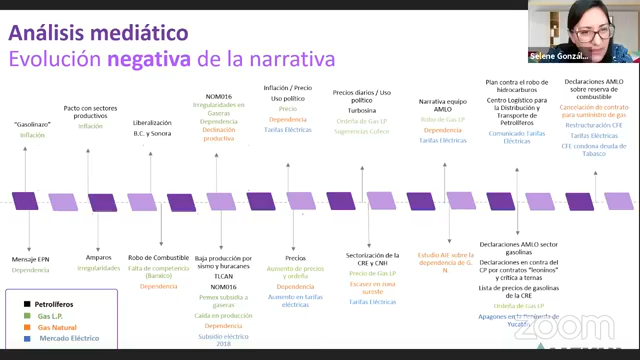 Análisis mediático
Evolución negativa de la narrativa
Selene Gonzál...
"Gasolinazo"
Inflación
Pacto con sectores
productivos
Inflación
Liberalización
B.C. y Sonora
NOM016
Irregularidades en
Gaseras
Dependencia
Declinación
productiva
Inflación / Precio
Uso político
Precio
Dependencia
Tarifas Eléctricas
Precios diarios / Uso
político
Turbosina
Ordeña de Gas LP
Sugerencias Cofece
Narrativa equipo AMLO
Robo de Gas LP
Dependencia
Tarifas Eléctricas
Plan contra el robo de
hidrocarburos
Centro Logístico para
la Distribución y
Transporte de
Petrolíferos
Comunicado Tarifas
Eléctricas
Declaraciones AMLO
sobre reserva de
combustible
Cancelación de contrato
para suministro de gas
Restructuración CFE
Tarifas Eléctricas
CFE condona deuda de
Tabasco
Mensaje EPN
Dependencia
Amparos
Irregularidades
Robo de Combustible
Falta de competencia
(Banxico)
Dependencia
Baja producción por
sismo y huracanes
TLCAN
NOM016
Pemex subsidia a
gaseras
Caída en producción
Dependencia
Subsidio eléctrico
2018
Precios
Aumento de precios y
ordeña
Dependencia
Aumento en tarifas
eléctricas
Sectorización de la
CRE y CNH
Precio de Gas LP
Escasez en zona
sureste
Tarifas Eléctricas
Estudio AIE sobre la
dependencia de G.
N.
Declaraciones AMLO sector
gasolinas
Declaraciones en contra del
CP por contratos "leoninos" y
crítica a ternas
Lista de precios de gasolinas
de la CRE
Ordeña de Gas LP
Apagones en la Península de
Yucatán
Petrolíferos
Gas L.P.
Gas Natural
Mercado Eléctrico
zoom